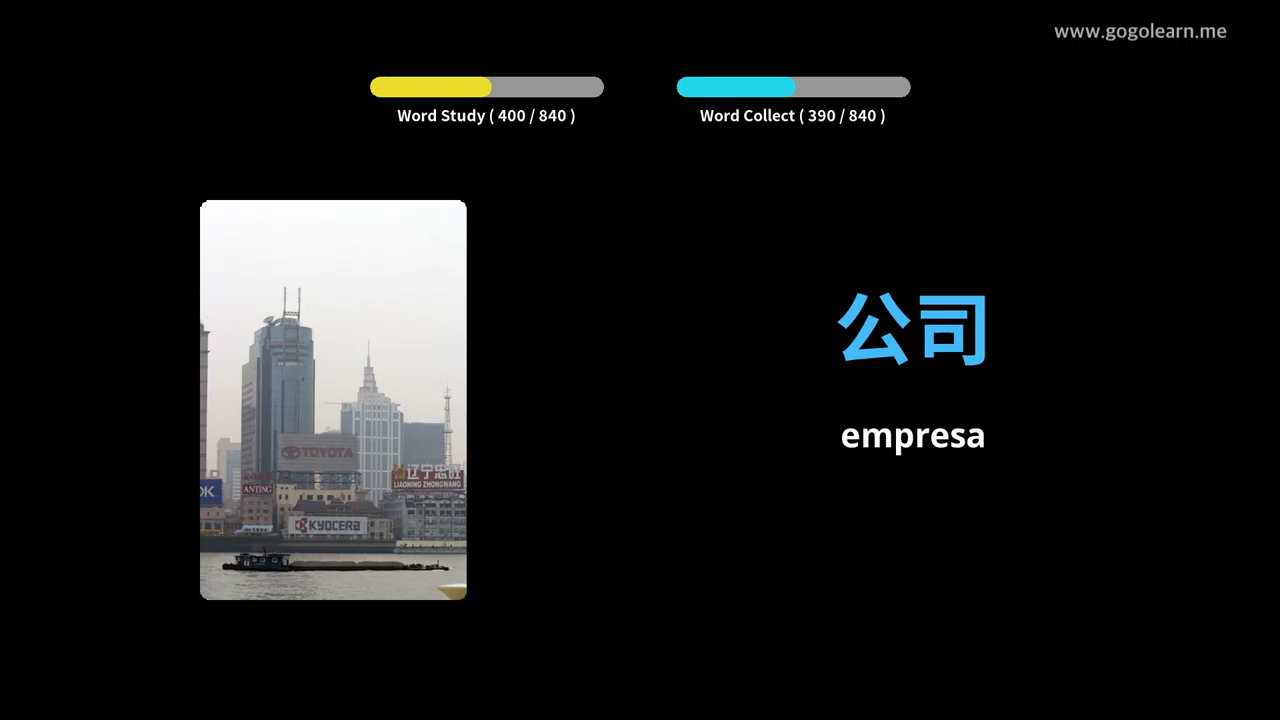 www.gogolearn.me
Word Study ( 400 / 840 )
Word Collect ( 390 / 840 )
公司
empresa
TOYOTA
辽宁忠旺
LIAONING ZHONGWANG
OK
ANTING
KYOCERA